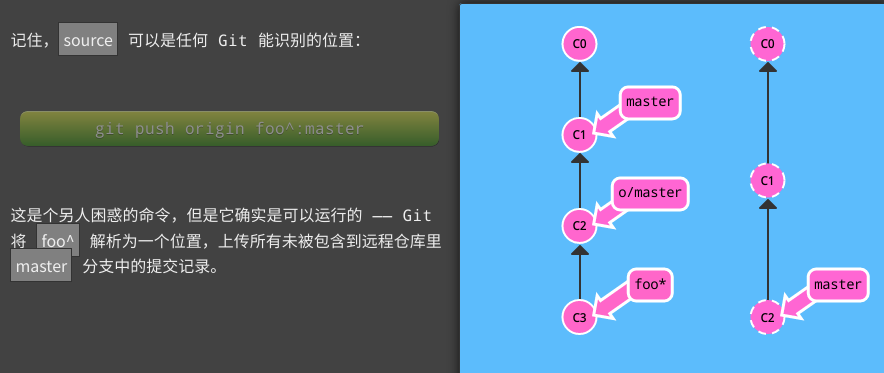 记住，source 可以是任何 Git 能识别的位置：
git push origin foo^:master
这是个另人困惑的命令，但是它确实是可以运行的 —— Git
将 foo^ 解析为一个位置，上传所有未被包含到远程仓库里
master 分支中的提交记录。
C0
C0
master
C1
C1
o/master
C2
foo*
master
C3
C2